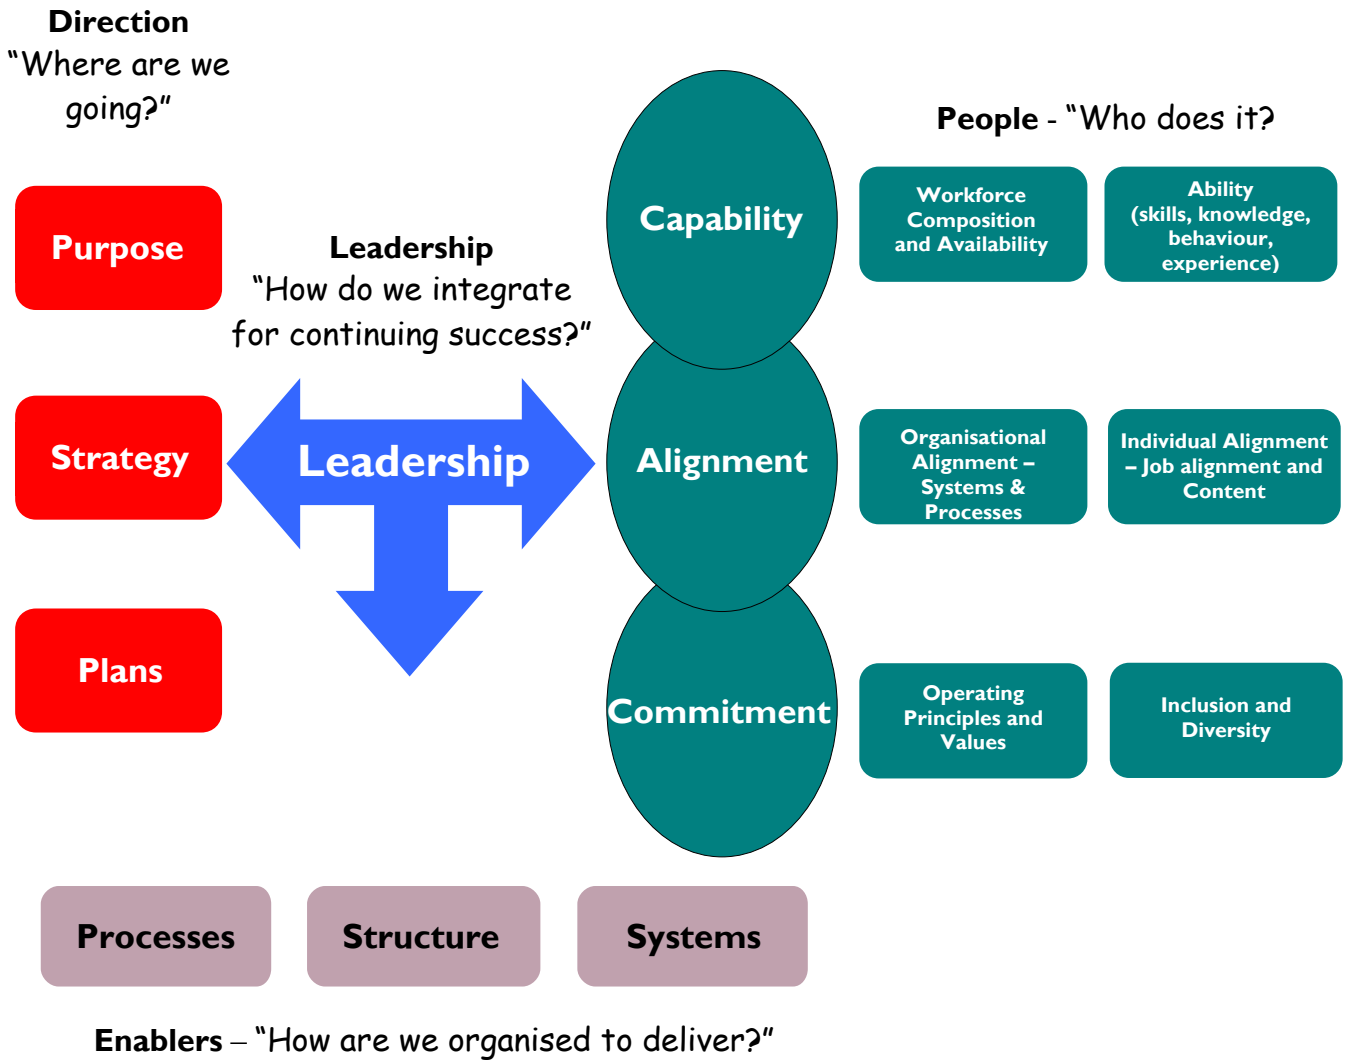 Direction
“Where are we
going?”
People - “Who does it?
Purpose
Leadership
“How do we integrate
for continuing success?”
Capability
Workforce
Composition
and Availability
Ability
(skills, knowledge,
behaviour,
experience)
Strategy
Leadership
Alignment
Organisational
Alignment –
Systems &
Processes
Individual Alignment
– Job alignment and
Content
Plans
Commitment
Operating
Principles and
Values
Inclusion and
Diversity
Processes
Structure
Systems
Enablers – “How are we organised to deliver?”